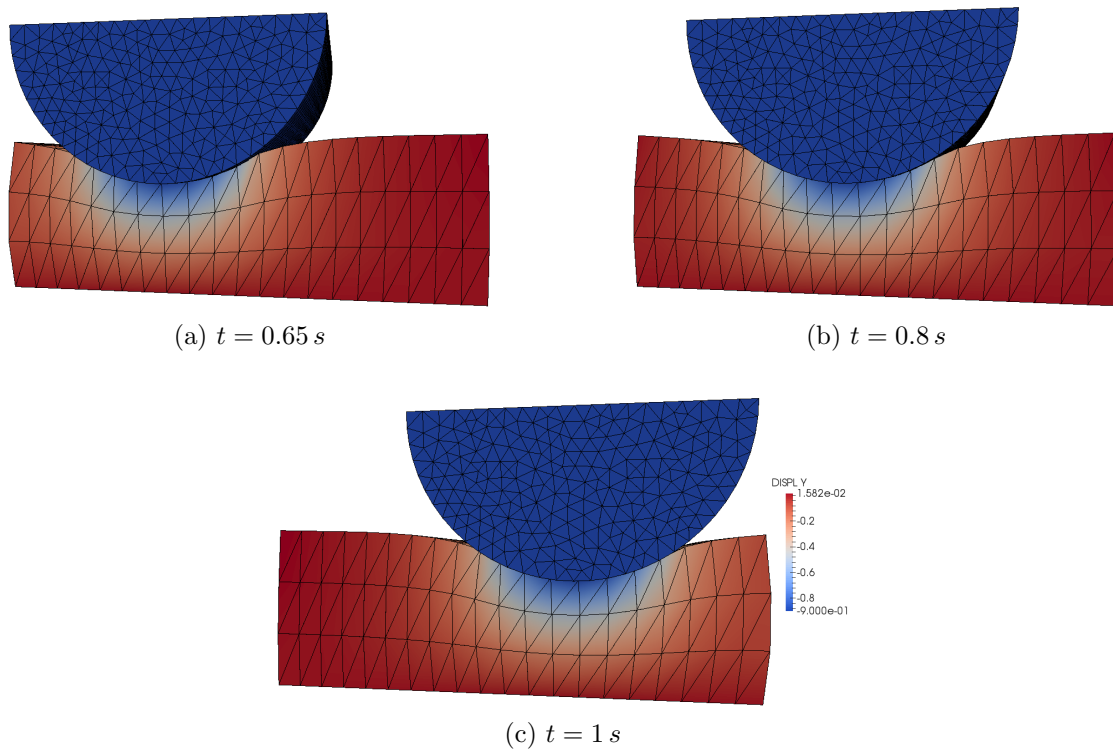 (a) t = 0.65 s
(b) t = 0.8 s
DISPL Y
1.582e-02
-0.2
-0.4
-0.6
-0.8
-9.000e-01
(c) t = 1 s